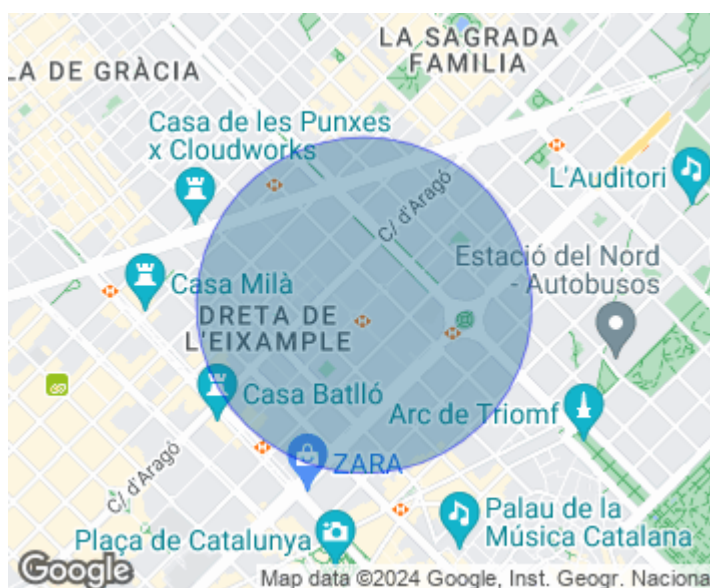 LA SAGRADA
FAMILIA
LA DE GRÀCIA
Casa de les Punxes
x Cloudworks
L'Auditori
C/ d'Aragó
Estació del Nord
- Autobusos
Casa Milà
DRETA DE
L'EIXAMPLE
Casa Batlló
Arc de Triomf
ZARA
C/ d'Aragó
Palau de la
Música Catalana
Plaça de Catalunya
Google
Map data ©2024 Google, Inst. Geogr. Naciona